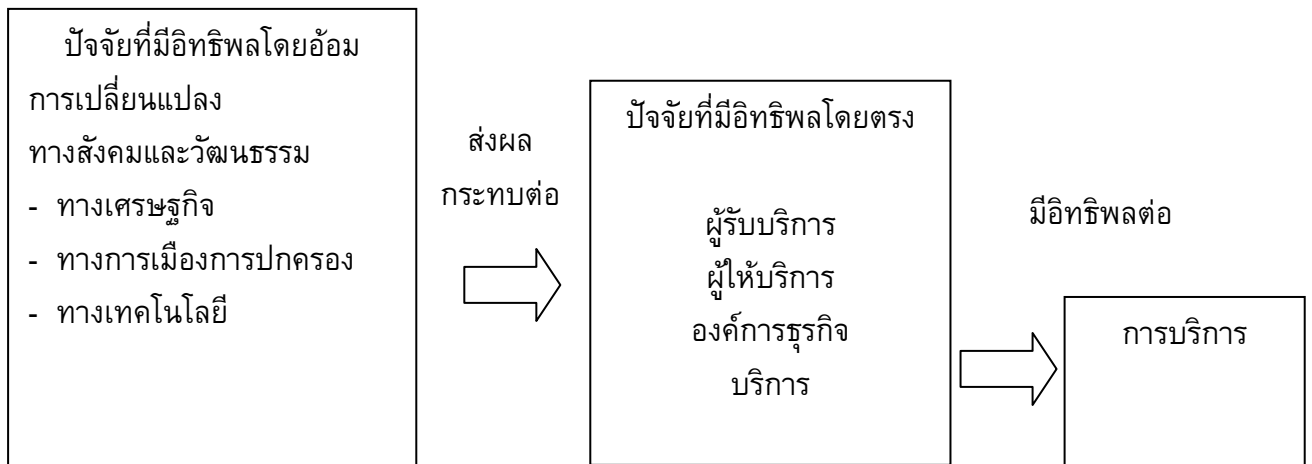 ปัจจัยที่มีอิทธิพลโดยอ้อม
การเปลี่ยนแปลง
ทางสังคมและวัฒนธรรม
- ทางเศรษฐกิจ
- ทางการเมืองการปกครอง
- ทางเทคโนโลยี
ส่งผล
กระทบต่อ
ปัจจัยที่มีอิทธิพลโดยตรง
ผู้รับบริการ
ผู้ให้บริการ
องค์การธุรกิจ
บริการ
มีอิทธิพลต่อ
การบริการ